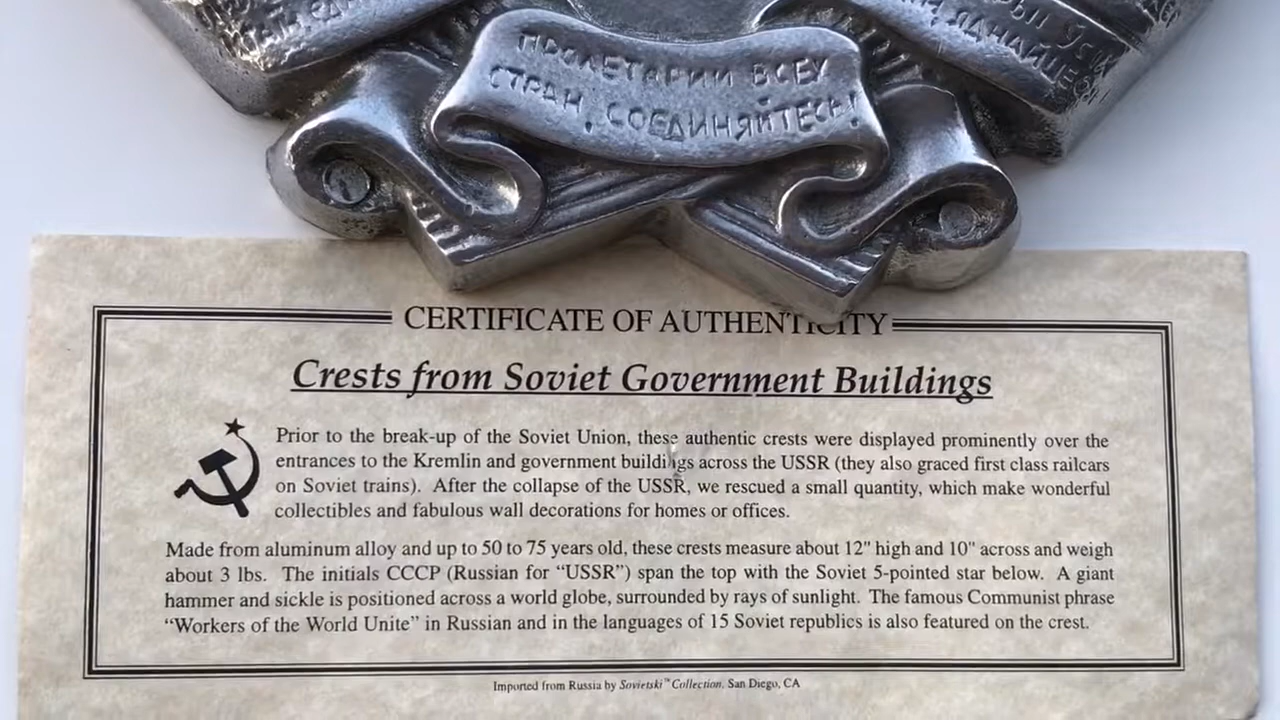 ПРОЛЕТАРИИ ВСЕХ
СТРАН, СОЕДИНЯЙТЕСЬ!
CERTIFICATE OF AUTHENTICITY
Crests from Soviet Government Buildings
Prior to the break-up of the Soviet Union, these authentic crests were displayed prominently over the
entrances to the Kremlin and government buildings across the USSR (they also graced first class railcars
on Soviet trains). After the collapse of the USSR, we rescued a small quantity, which make wonderful
collectibles and fabulous wall decorations for homes or offices.
Made from aluminum alloy and up to 50 to 75 years old, these crests measure about 12" high and 10" across and weigh
about 3 lbs. The initials CCCP (Russian for “USSR”) span the top with the Soviet 5-pointed star below. A giant
hammer and sickle is positioned across a world globe, surrounded by rays of sunlight. The famous Communist phrase
“Workers of the World Unite” in Russian and in the languages of 15 Soviet republics is also featured on the crest.
Imported from Russia by Sovietski™ Collection, San Diego, CA